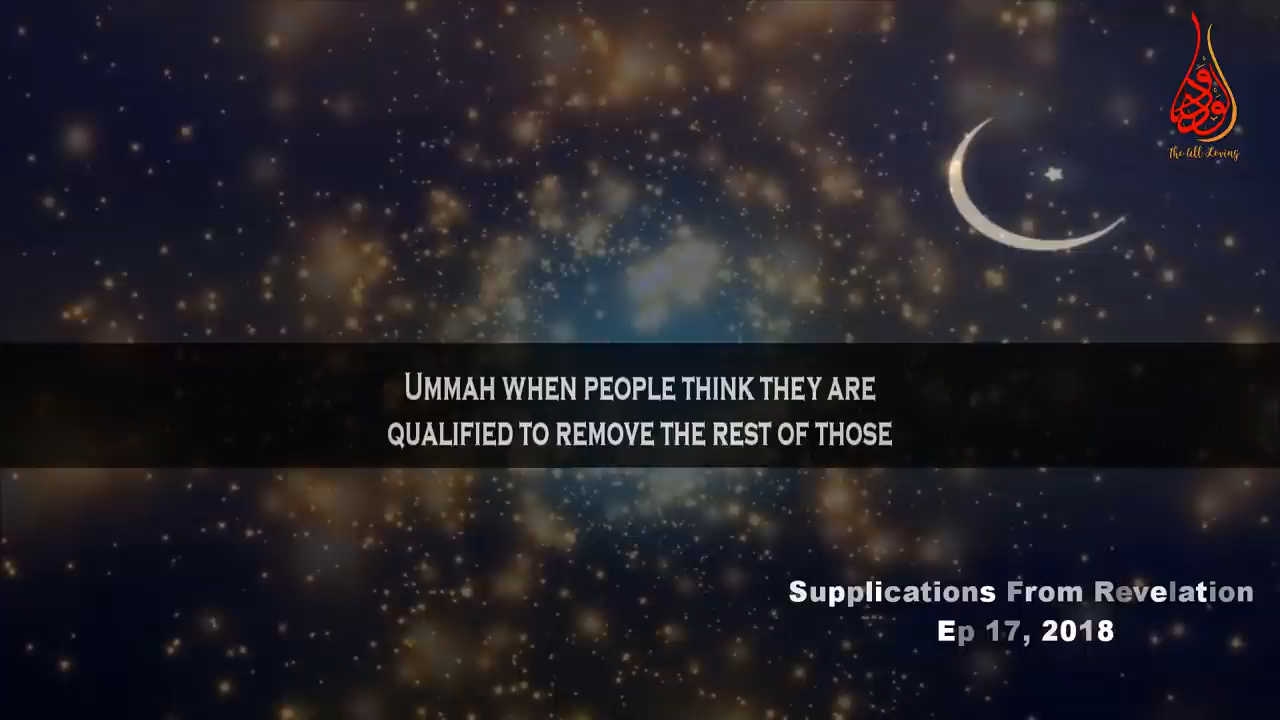 The All Loving
Ummah when people think they are
qualified to remove the rest of those
Supplications From Revelation
Ep 17, 2018